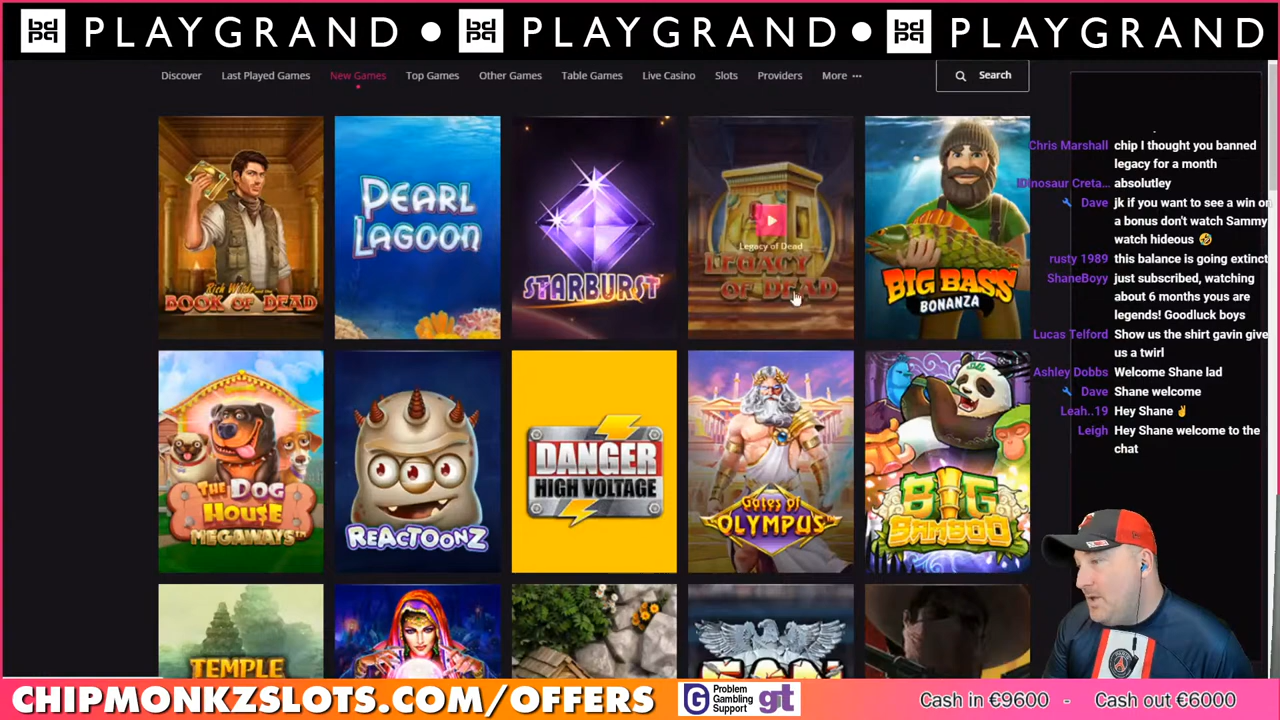 PLAYGRAND ● PLAYGRAND ● PLAYGRAND
Discover Last Played Games New Games Top Games Other Games Table Games Live Casino Slots Providers More ••• Search
Rich Wilde and the
BOOK OF DEAD
PEARL
LAGOON
STARBURST
Legacy of Dead
LEGACY
OF DEAD
BIG BASS
BONANZA
THE DOG
HOUSE
MEGAWAYS™
REACTOONZ
DANGER
HIGH VOLTAGE
Gates of
OLYMPUS
BIG
BAMBOO
TEMPLE
Chris Marshall chip I thought you banned
legacy for a month
absolutley
Dave jk if you want to see a win on
a bonus don't watch Sammy
watch hideous 🤣
rusty 1989 this balance is going extinct
ShaneBoyy just subscribed, watching
about 6 months yous are
legends! Goodluck boys
Lucas Telford Show us the shirt gavin give
us a twirl
Ashley Dobbs Welcome Shane lad
Dave Shane welcome
Leah..19 Hey Shane ✌
Leigh Hey Shane welcome to the
chat
CHIPMONKZSLOTS.COM/OFFERS
Problem
Gambling
Support
gt
Cash in €9600 - Cash out €6000